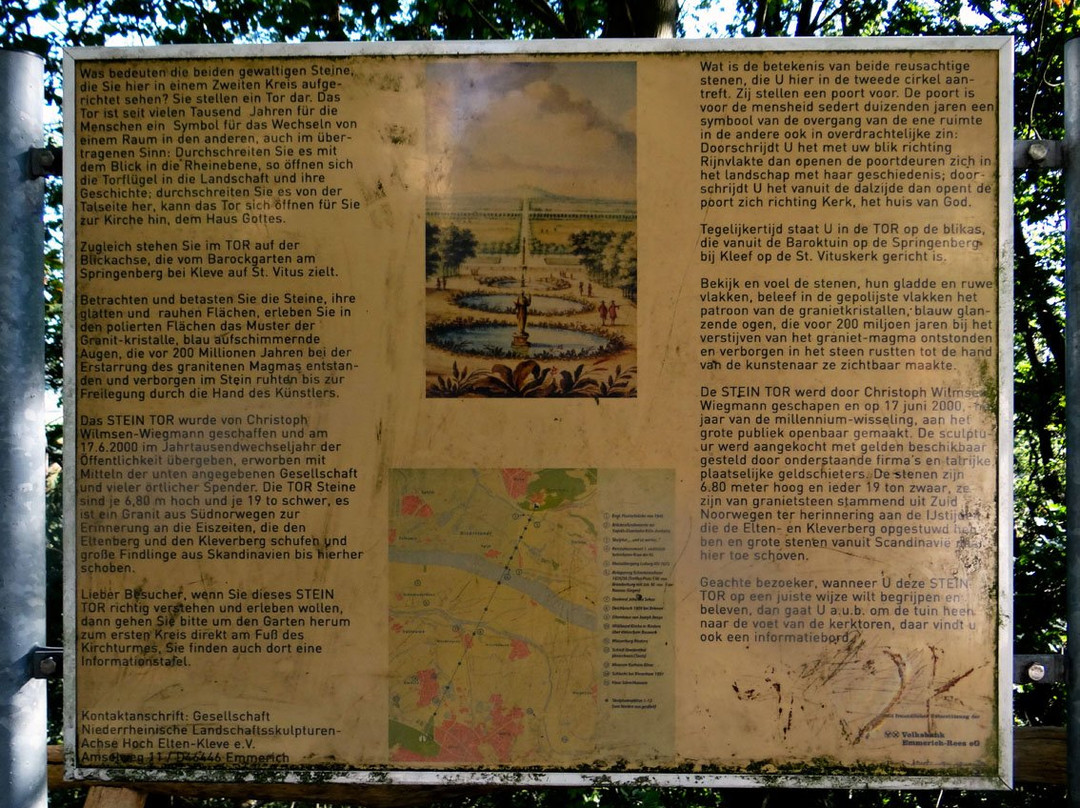 Was bedeuten die beiden gewaltigen Steine,
die Sie hier in einem Zweiten Kreis aufge-
richtet sehen? Sie stellen ein Tor dar. Das
Tor ist seit vielen Tausend Jahren für die
Menschen ein Symbol für das Wechseln von
einem Raum in den anderen, auch im über-
tragenen Sinn: Durchschreiten Sie es mit
dem Blick in die Rheinebene, so öffnen sich
die Torflügel in die Landschaft und ihre
Geschichte; durchschreiten Sie es von der
Talseite her, kann das Tor sich öffnen für Sie
zur Kirche hin, dem Haus Gottes.
Zugleich stehen Sie im TOR auf der
Blickachse, die vom Barockgarten am
Springenberg bei Kleve auf St. Vitus zielt.
Betrachten und betasten Sie die Steine, ihre
glatten und rauhen Flächen, erleben Sie in
den polierten Flächen das Muster der
Granit-kristalle, blau aufschimmernde
Augen, die vor 200 Millionen Jahren bei der
Erstarrung des granitenen Magmas entstan-
den und verborgen im Stein ruhten bis zur
Freilegung durch die Hand des Künstlers.
Das STEIN TOR wurde von Christoph
Wilmsen-Wiegmann geschaffen und am
17.6.2000 im Jahrtausendwechseljahr der
Öffentlichkeit übergeben, erworben mit
Mitteln der unten angegebenen Gesellschaft
und vieler örtlicher Spender. Die TOR Steine
sind je 6,80 m hoch und je 19 to schwer, es
ist ein Granit aus Südnorwegen zur
Erinnerung an die Eiszeiten, die den
Eltenberg und den Kleverberg schufen und
große Findlinge aus Skandinavien bis hierher
schoben.
Lieber Besucher, wenn Sie dieses STEIN
TOR richtig verstehen und erleben wollen,
dann gehen Sie bitte um den Garten herum
zum ersten Kreis direkt am Fuß des
Kirchturmes, Sie finden auch dort eine
Informationstafel.
Kontaktanschrift: Gesellschaft
Niederrheinische Landschaftsskulpturen-
Achse Hoch Elten-Kleve e.V.
11 / D46446 Emmerich
Wat is de betekenis van beide reusachtige
stenen, die U hier in de tweede cirkel aan-
treft. Zij stellen een poort voor. De poort is
voor de mensheid sedert duizenden jaren een
symbool van de overgang van de ene ruimte
in de andere ook in overdrachtelijke zin:
Doorschrijdt U het met uw blik richting
Rijnvlakte dan openen de poortdeuren zich in
het landschap met haar geschiedenis; door-
schrijdt U het vanuit de dalzijde dan opent de
poort zich richting Kerk, het huis van God.
Tegelijkertijd staat U in de TOR op de blikas,
die vanuit de Baroktuin op de Springenberg
bij Kleef op de St. Vituskerk gericht is.
Bekijk en voel de stenen, hun gladde en ruwe
vlakken, beleef in de gepolijste vlakken het
patroon van de granietkristallen, blauw glan-
zende ogen, die voor 200 miljoen jaren bij het
verstijven van het graniet-magma ontstonden
en verborgen in het steen rustten tot de hand
van de kunstenaar ze zichtbaar maakte.
De STEIN TOR werd door Christoph Wilmsen
Wiegmann geschapen en op 17 juni 2000,
jaar van de millennium-wisseling, aan het
grote publiek openbaar gemaakt. De sculptu-
ur werd aangekocht met gelden beschikbaar
gesteld door onderstaande firma's en talrijke
plaatselijke geldschieters. De stenen zijn
6.80 meter hoog en ieder 19 ton zwaar, ze
zijn van granietsteen stammend uit Zuid
Noorwegen ter herinnering aan de IJstijden
die de Elten- en Kleverberg opgestuwd heb-
ben en grote stenen vanuit Scandinavie
hier toe schoven.
Geachte bezoeker, wanneer U deze STEIN
TOR op een juiste wijze wilt begrijpen en
beleven, dan gaat U a.u.b. om de tuin heen
naar de voet van de kerktoren, daar vindt u
ook een informatiebord.
Volksbank
Emmerich-Rees eG